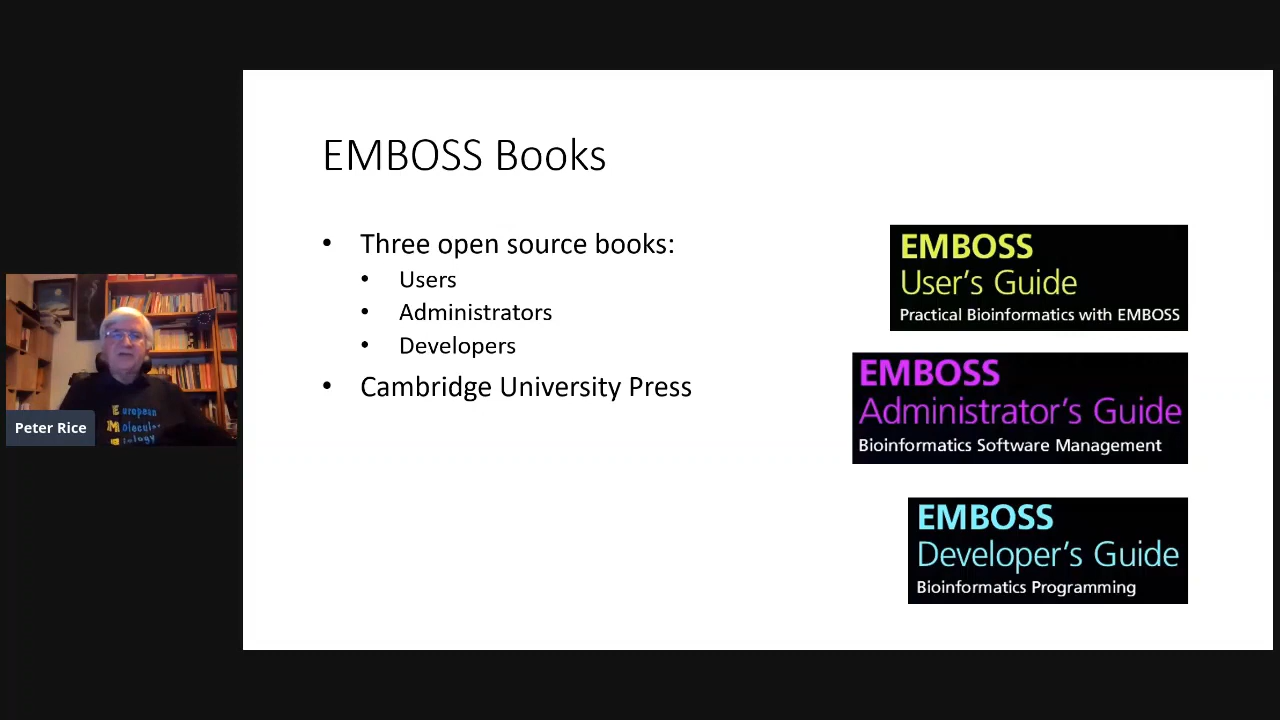 EMBOSS Books
Three open source books:
Users
Administrators
Developers
Cambridge University Press
EMBOSS
User's Guide
Practical Bioinformatics with EMBOSS
EMBOSS
Administrator's Guide
Bioinformatics Software Management
EMBOSS
Developer's Guide
Bioinformatics Programming
Peter Rice
European